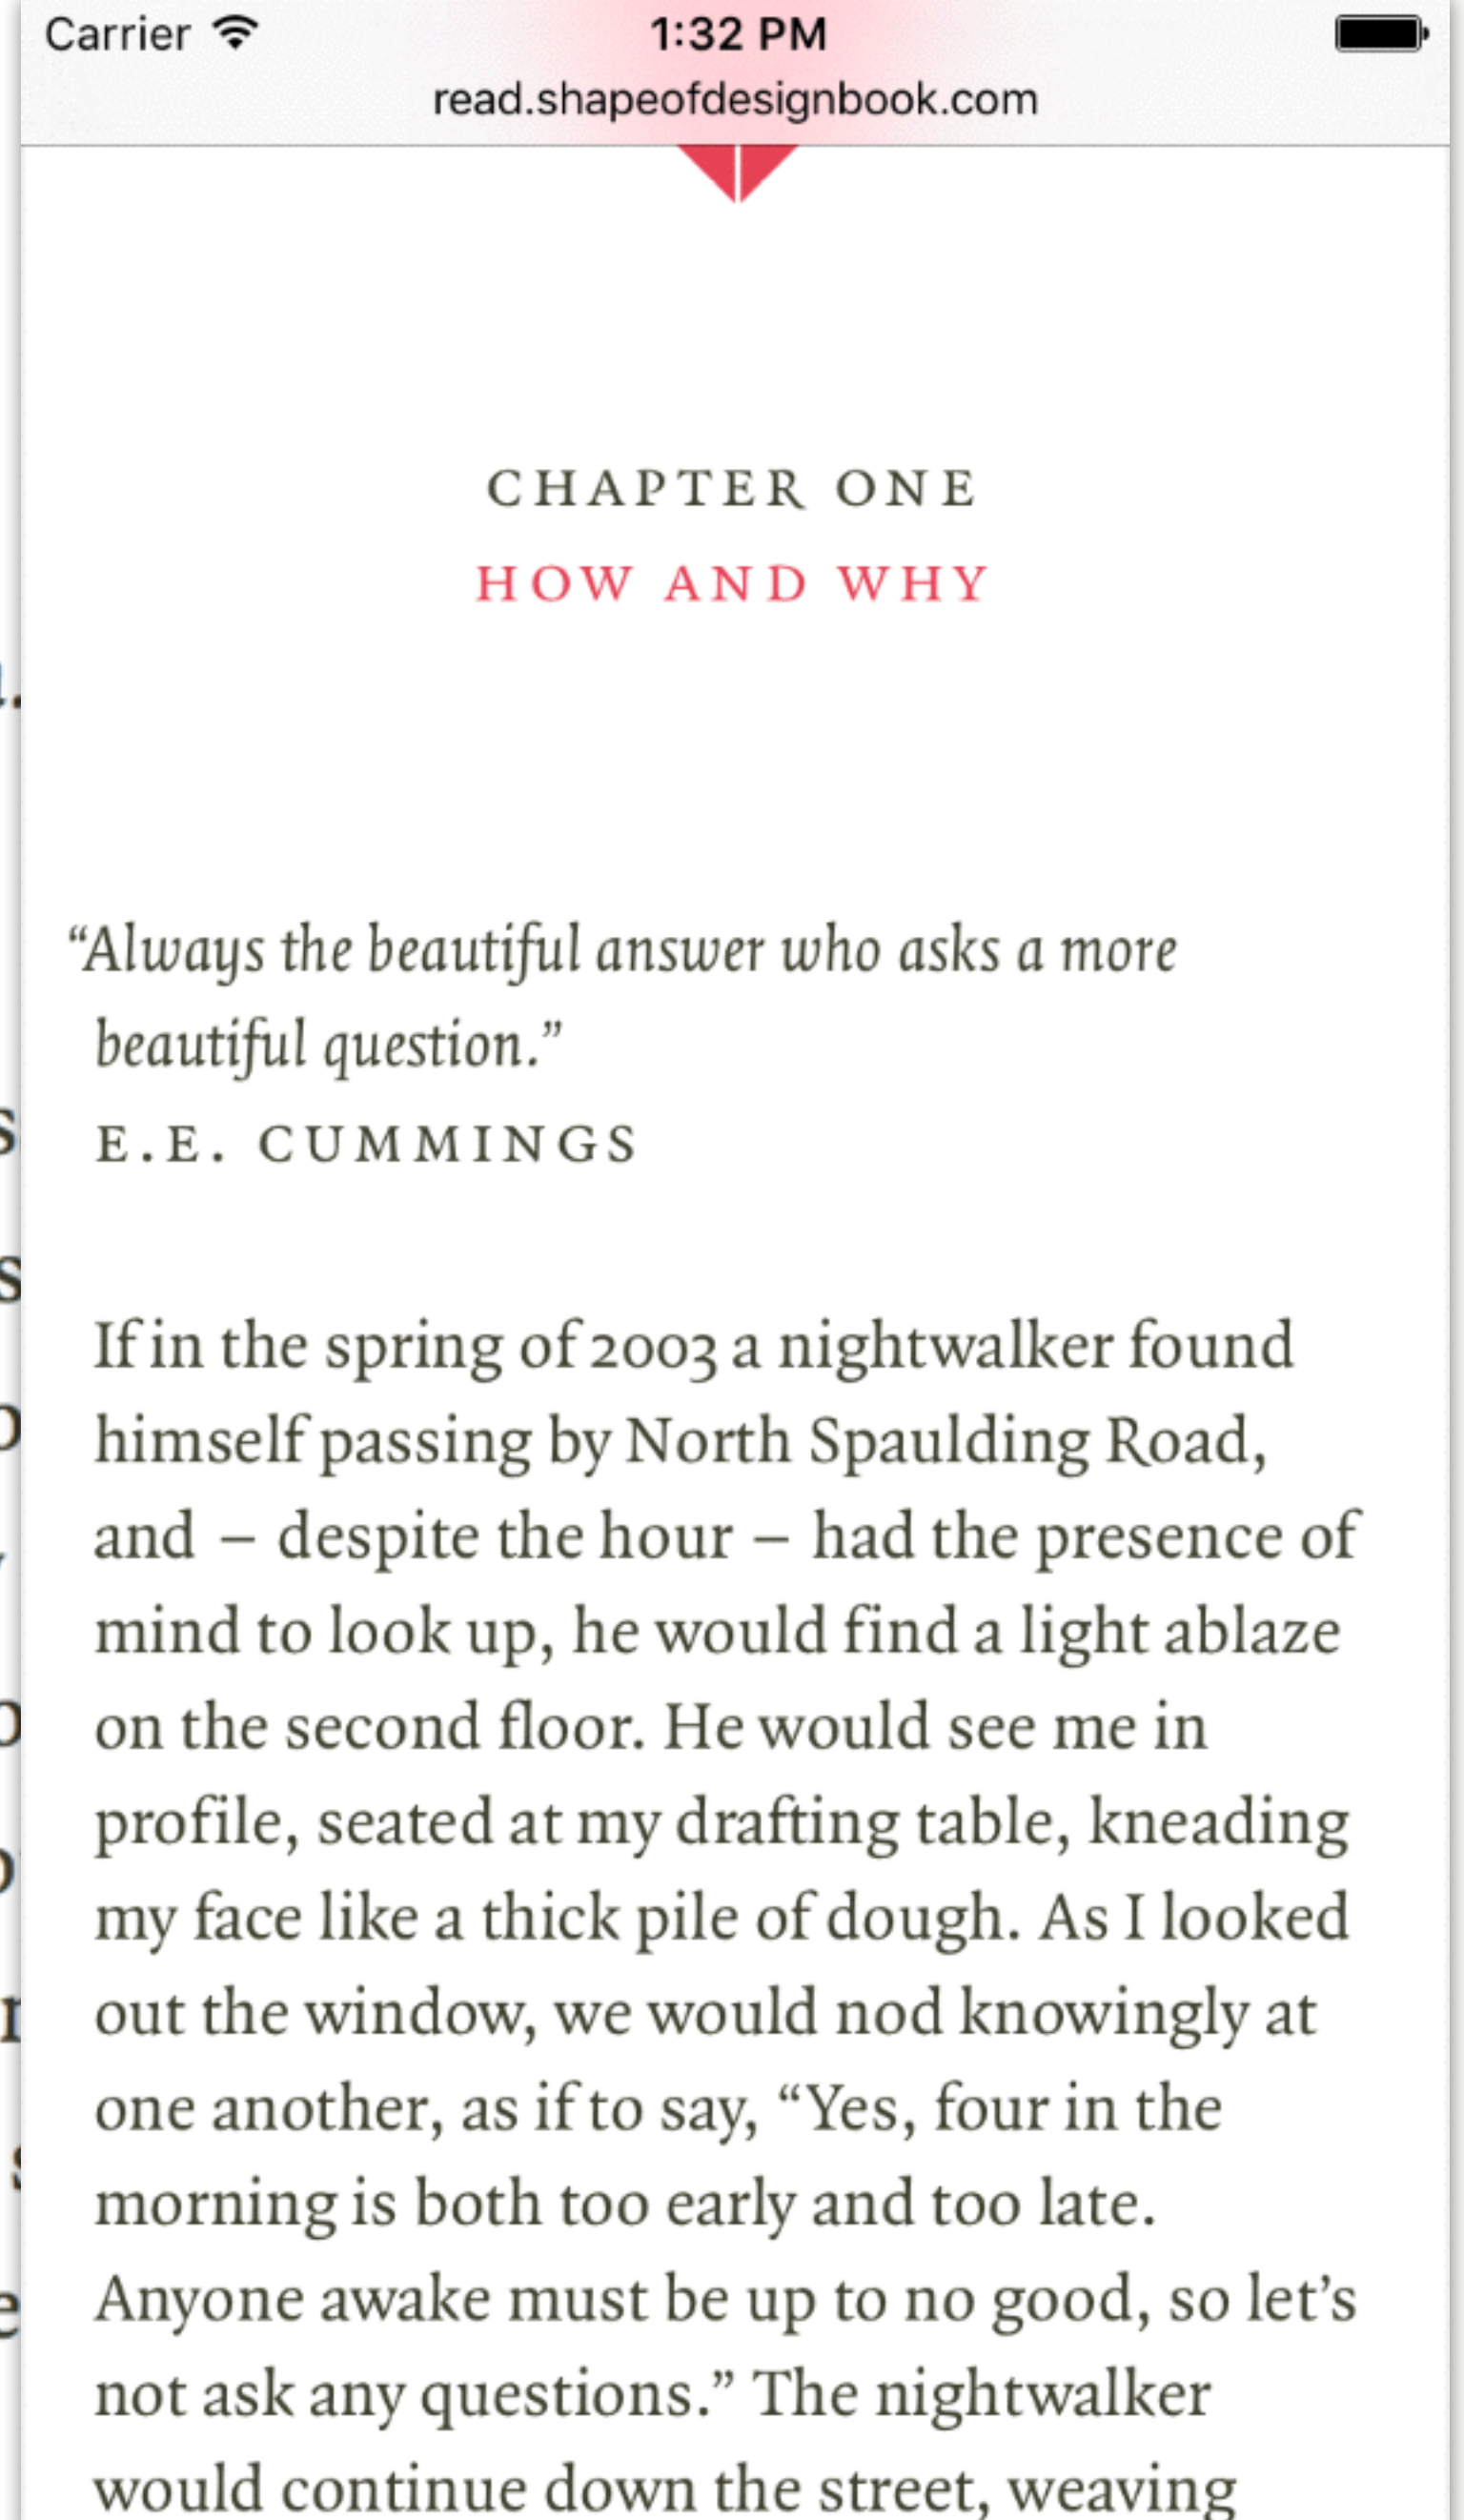 Carrier 1:32 PM
read.shapeofdesignbook.com
CHAPTER ONE
HOW AND WHY
“Always the beautiful answer who asks a more
beautiful question.”
E.E. CUMMINGS
If in the spring of 2003 a nightwalker found
himself passing by North Spaulding Road,
and – despite the hour – had the presence of
mind to look up, he would find a light ablaze
on the second floor. He would see me in
profile, seated at my drafting table, kneading
my face like a thick pile of dough. As I looked
out the window, we would nod knowingly at
one another, as if to say, “Yes, four in the
morning is both too early and too late.
Anyone awake must be up to no good, so let’s
not ask any questions.” The nightwalker
would continue down the street, weaving